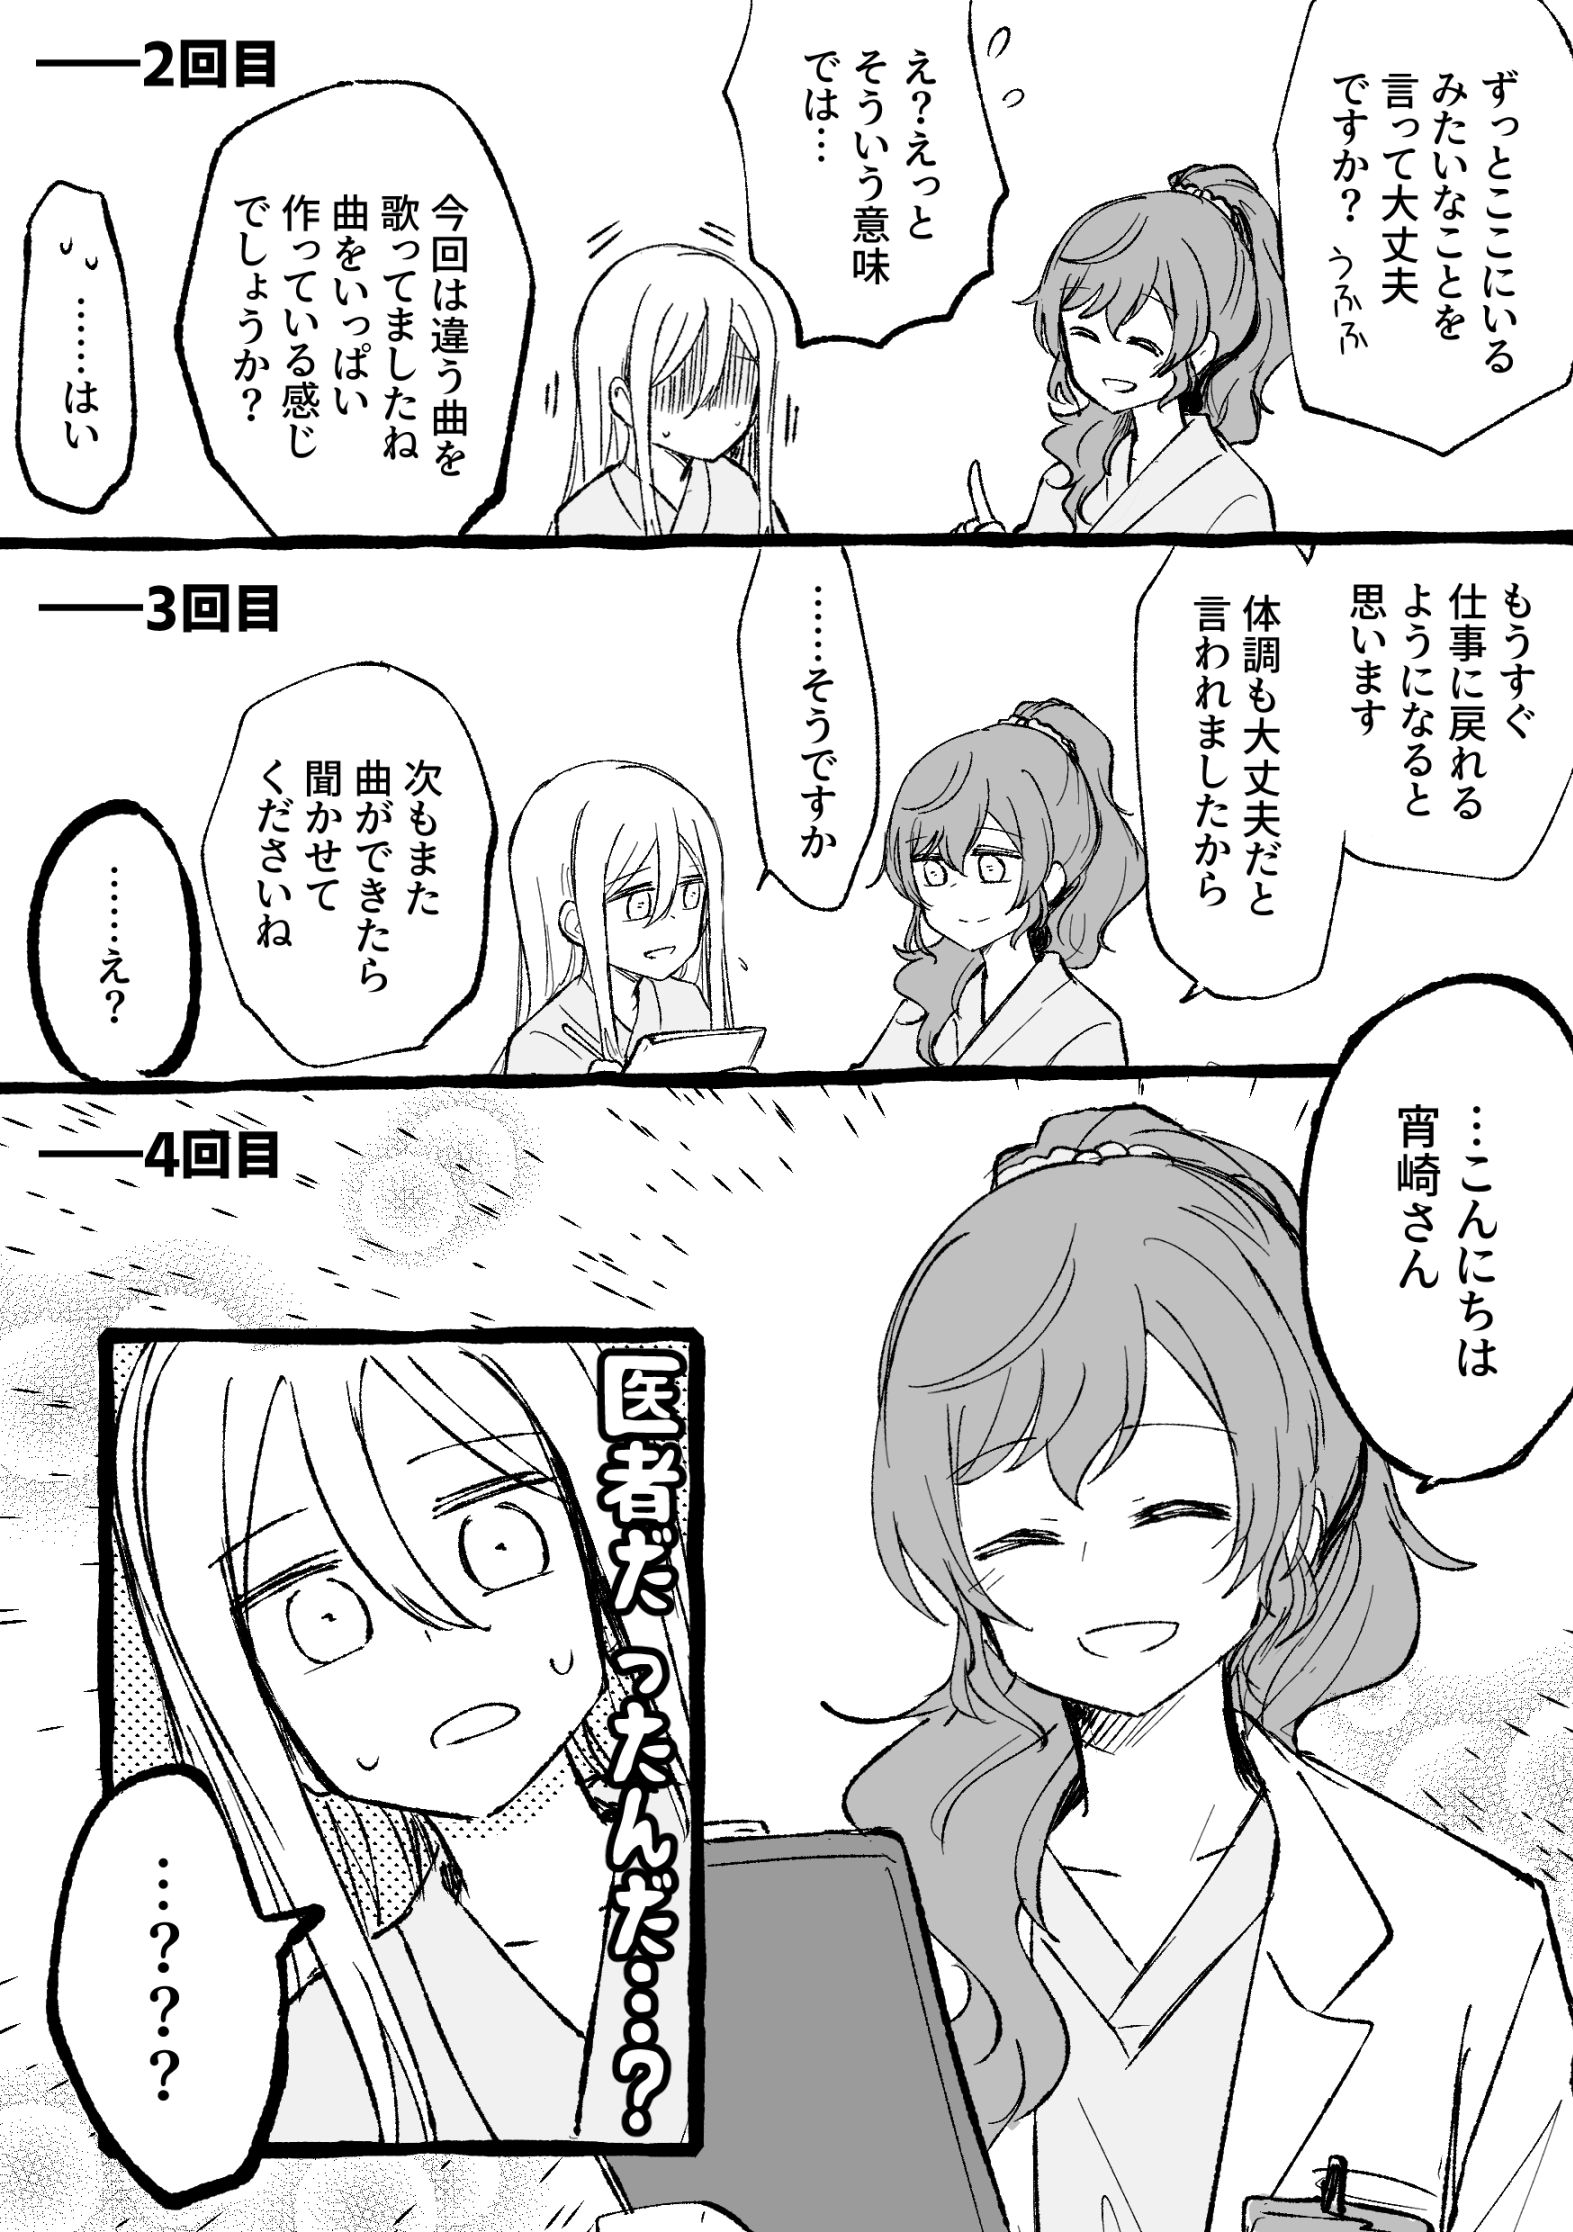 ――2回目
ずっとここにいる
みたいなことを
言って大丈夫
ですか?
うふふ
え?えっと
そういう意味
では…
今回は違う曲を
歌ってましたね
曲をいっぱい
作っている感じ
でしょうか?
……はい
――3回目
もうすぐ
仕事に戻れる
ようになると
思います
体調も大丈夫だと
言われましたから
……そうですか
次もまた
曲ができたら
聞かせて
くださいね
……え?
――4回目
…こんにちは
宵崎さん
医者だったんだ……?
…???